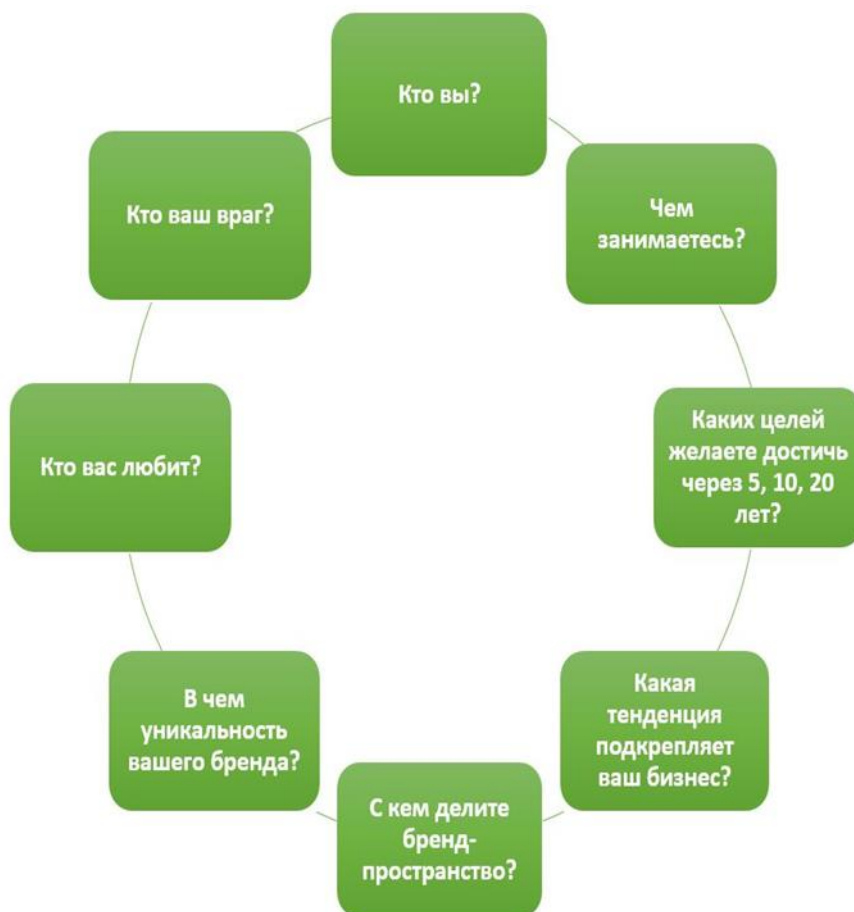 Кто вы?
Чем
занимаетесь?
Каких целей
желаете достичь
через 5, 10, 20
лет?
Какая
тенденция
подкрепляет
ваш бизнес?
С кем делите
бренд-
пространство?
В чем
уникальность
вашего бренда?
Кто вас любит?
Кто ваш враг?